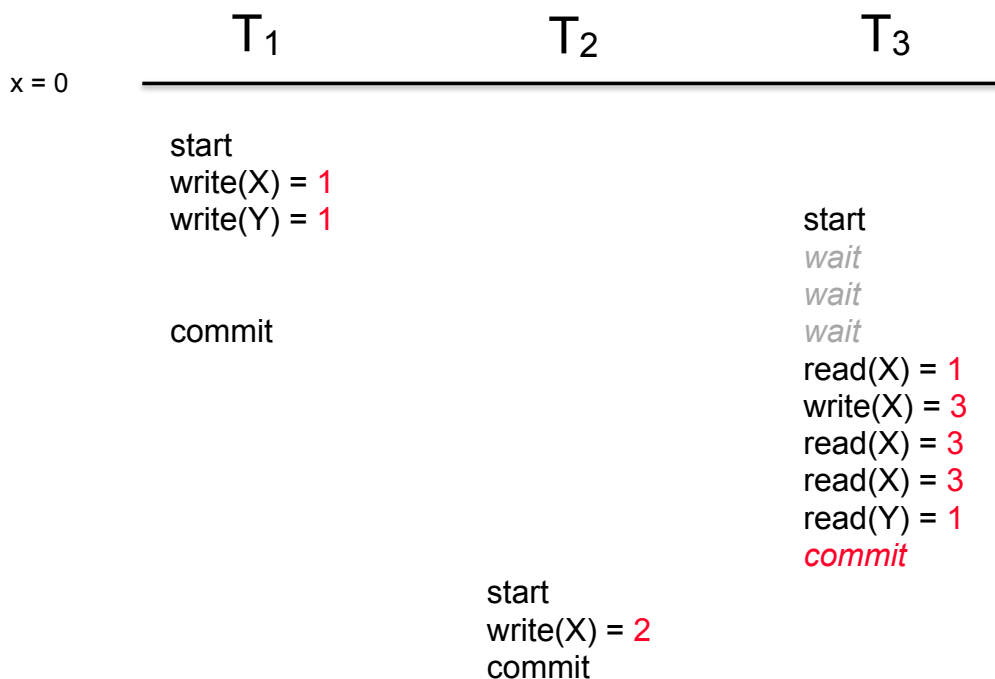 T1 T2 T3
x = 0
start
write(X) = 1
write(Y) = 1 start
wait
wait
commit wait
read(X) = 1
write(X) = 3
read(X) = 3
read(X) = 3
read(Y) = 1
commit
start
write(X) = 2
commit